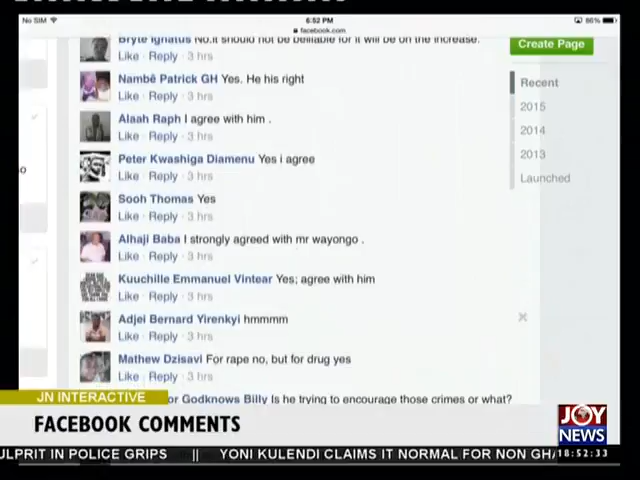 No SIM 6:52 PM 86%
facebook.com
Bryte Ignatus No.it should not be bellable for it will be on the increase.
Like · Reply · 3 hrs
Create Page
Nambē Patrick GH Yes. He his right
Like · Reply · 3 hrs
Recent
Alaah Raph I agree with him .
Like · Reply · 3 hrs
2015
2014
2013
Launched
Peter Kwashiga Diamenu Yes i agree
Like · Reply · 3 hrs
Sooh Thomas Yes
Like · Reply · 3 hrs
Alhaji Baba I strongly agreed with mr wayongo .
Like · Reply · 3 hrs
Kuuchille Emmanuel Vintear Yes; agree with him
Like · Reply · 3 hrs
Adjei Bernard Yirenkyi hmmmm
Like · Reply · 3 hrs
Mathew Dzisavi For rape no, but for drug yes
Like · Reply · 3 hrs
or Godknows Billy Is he trying to encourage those crimes or what?
JN INTERACTIVE
FACEBOOK COMMENTS
JOY
NEWS
ULPRIT IN POLICE GRIPS || YONI KULENDI CLAIMS IT NORMAL FOR NON GHA
18:52:33